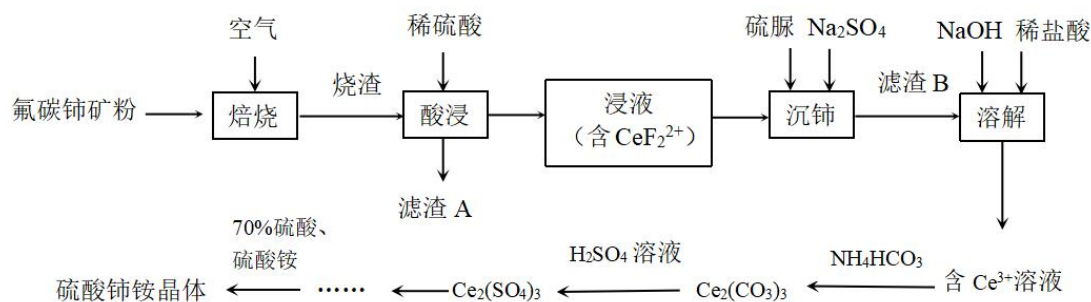 空气
稀硫酸
硫脲 Na₂SO₄
NaOH 稀盐酸
氟碳铈矿粉
焙烧
烧渣
酸浸
浸液
（含 CeF₂²⁺）
沉铈
滤渣 B
溶解
滤渣 A
70%硫酸、
硫酸铵
硫酸铈铵晶体
……
Ce₂(SO₄)₃
H₂SO₄ 溶液
Ce₂(CO₃)₃
NH₄HCO₃
含 Ce³⁺溶液